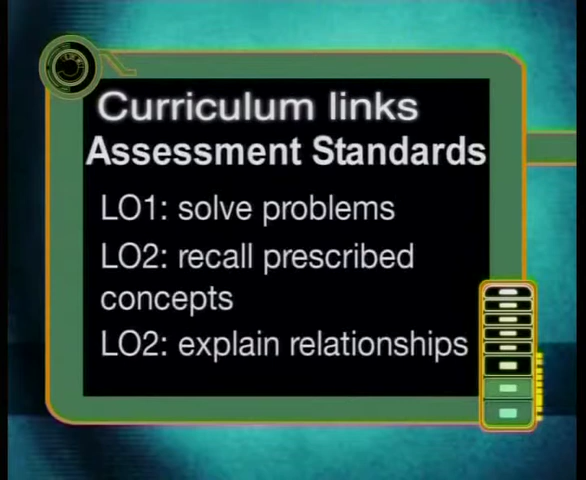 Curriculum links
Assessment Standards
LO1: solve problems
LO2: recall prescribed
concepts
LO2: explain relationships